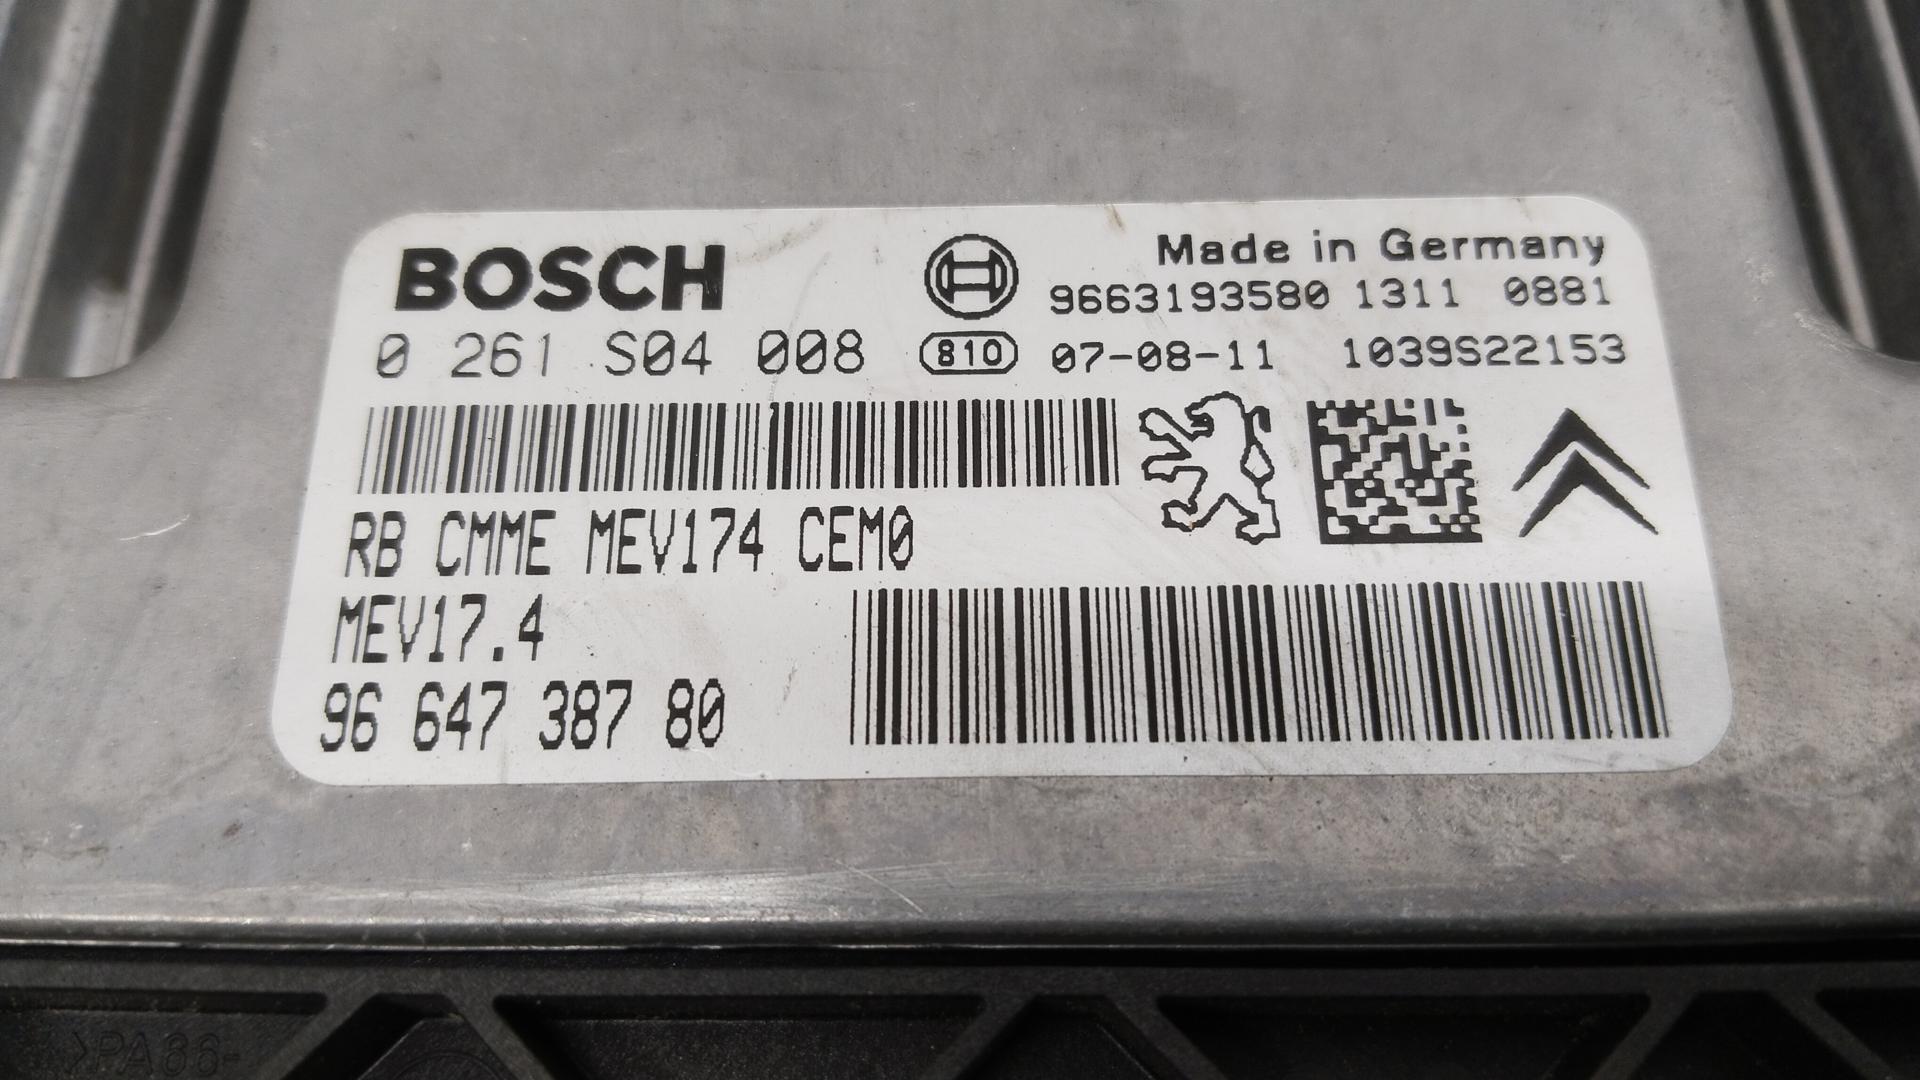 BOSCH
Made in Germany
9663193580 1311 0881
0 261 S04 008 810 07-08-11 1039S22153
RB CMME MEV174 CEM0
MEV17.4
96 647 387 80
>PA66-